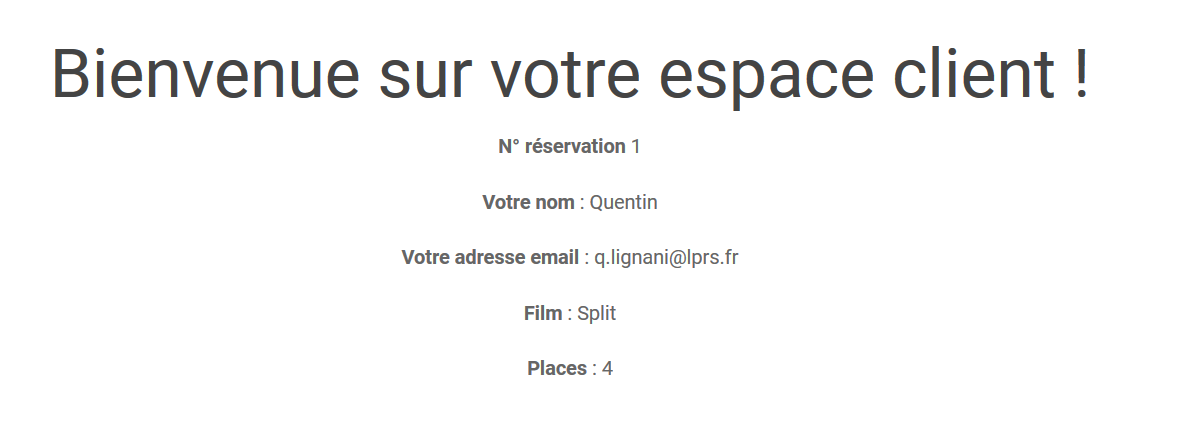 Bienvenue sur votre espace client !
N° réservation 1
Votre nom : Quentin
Votre adresse email : q.lignani@lprs.fr
Film : Split
Places : 4